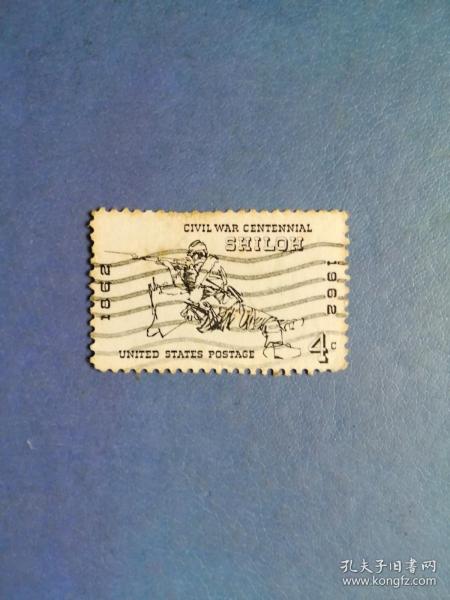 CIVIL WAR CENTENNIAL
SHILOH
1862
1962
UNITED STATES POSTAGE
4c
孔夫子旧书网
www.kongfz.com